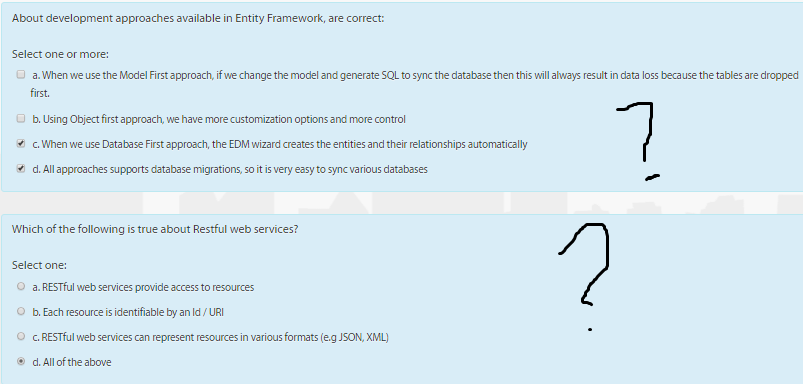 About development approaches available in Entity Framework, are correct:
Select one or more:
a. When we use the Model First approach, if we change the model and generate SQL to sync the database then this will always result in data loss because the tables are dropped
first.
b. Using Object first approach, we have more customization options and more control
c. When we use Database First approach, the EDM wizard creates the entities and their relationships automatically
d. All approaches supports database migrations, so it is very easy to sync various databases
?
Which of the following is true about Restful web services?
Select one:
a. RESTful web services provide access to resources
b. Each resource is identifiable by an Id / URI
c. RESTful web services can represent resources in various formats (e.g JSON, XML)
d. All of the above
?